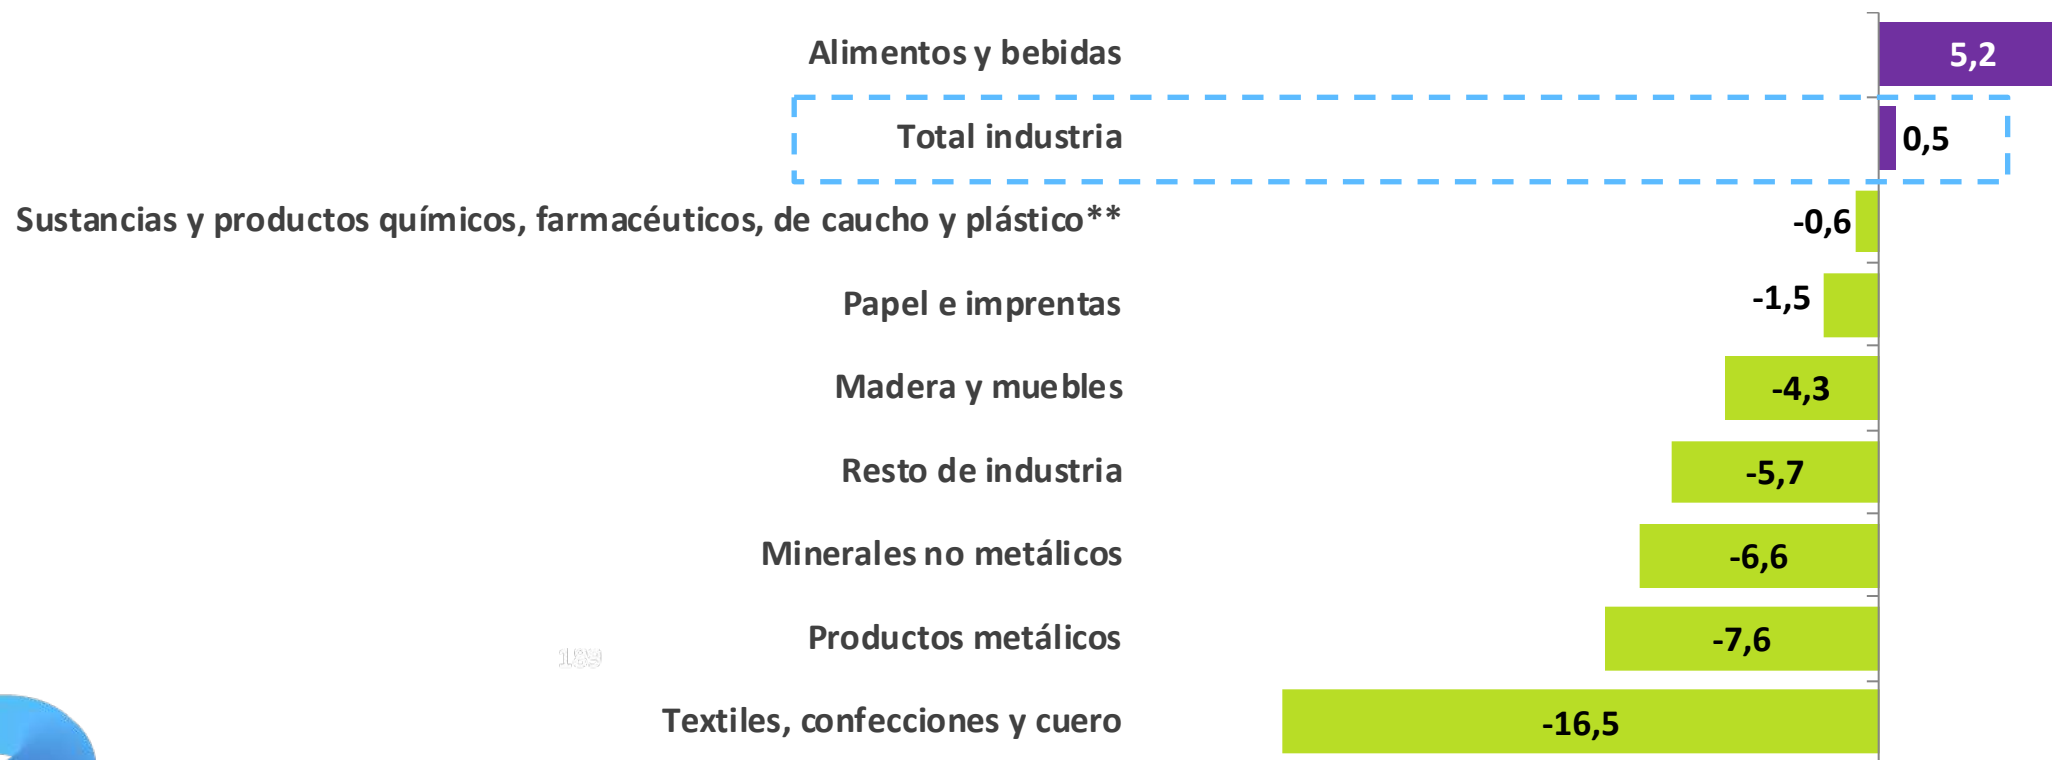 Alimentos y bebidas 5,2
Total industria 0,5
Sustancias y productos químicos, farmacéuticos, de caucho y plástico** -0,6
Papel e imprentas -1,5
Madera y muebles -4,3
Resto de industria -5,7
Minerales no metálicos -6,6
Productos metálicos -7,6
Textiles, confecciones y cuero -16,5